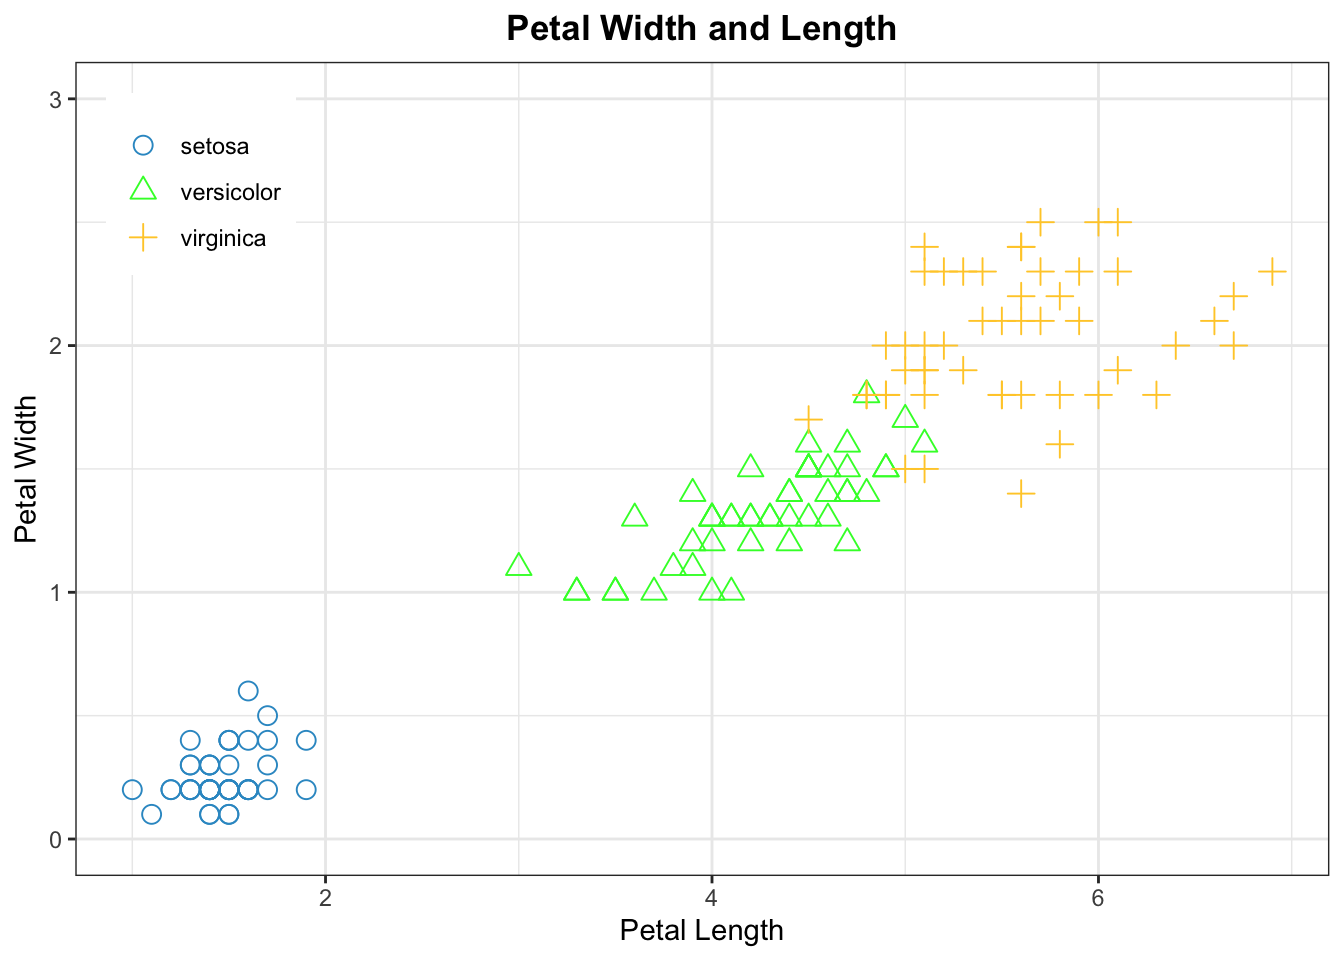 Petal Width and Length
setosa
versicolor
virginica
3
2
1
0
Petal Width
2
4
6
Petal Length